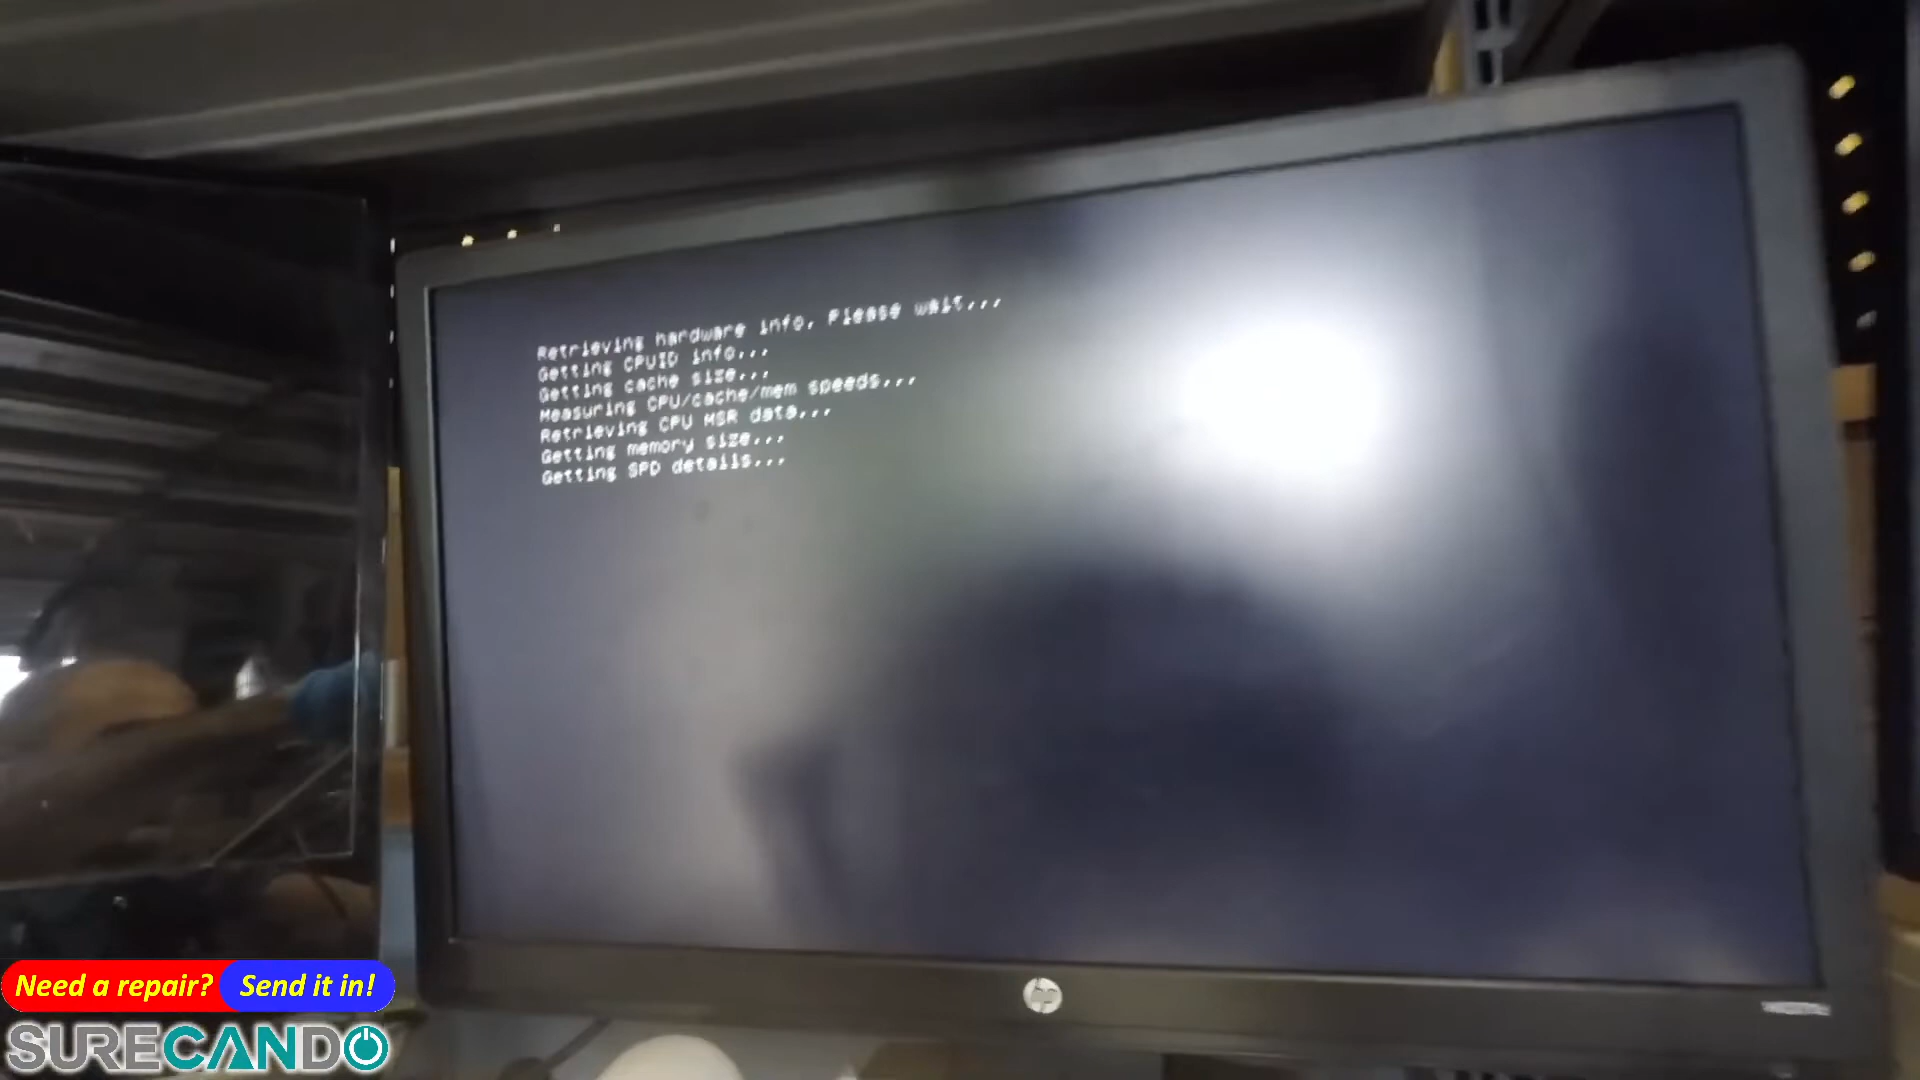 Retrieving hardware info. Please wait...
Getting CPUID info...
Getting cache size...
Measuring CPU/cache/mem speeds...
Retrieving CPU MSR data...
Getting memory size...
Getting SPD details...
hp
Need a repair? Send it in!
SURECANDO